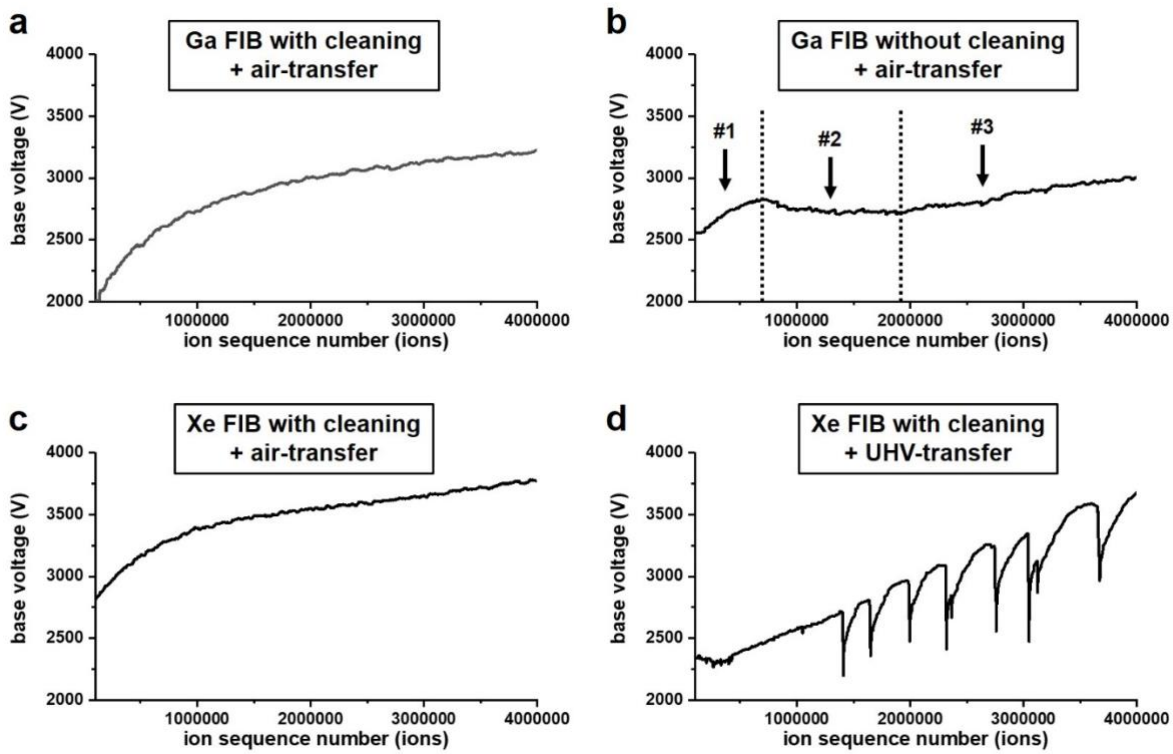 a
Ga FIB with cleaning
+ air-transfer
4000
3500
3000
2500
2000
base voltage (V)
1000000 2000000 3000000 4000000
ion sequence number (ions)
b
Ga FIB without cleaning
+ air-transfer
4000
3500
3000
2500
2000
base voltage (V)
#1
#2
#3
1000000 2000000 3000000 4000000
ion sequence number (ions)
c
Xe FIB with cleaning
+ air-transfer
4000
3500
3000
2500
2000
base voltage (V)
1000000 2000000 3000000 4000000
ion sequence number (ions)
d
Xe FIB with cleaning
+ UHV-transfer
4000
3500
3000
2500
2000
base voltage (V)
1000000 2000000 3000000 4000000
ion sequence number (ions)